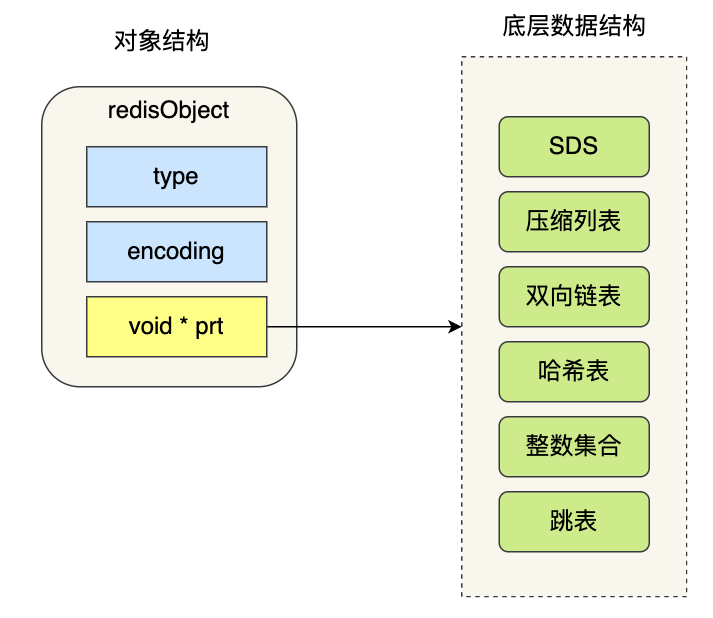 对象结构
redisObject
type
encoding
void * prt
底层数据结构
SDS
压缩列表
双向链表
哈希表
整数集合
跳表